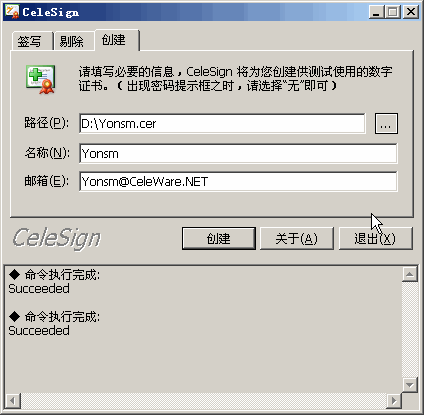 CeleSign
签写 剔除 创建
请填写必要的信息，CeleSign 将为您创建供测试使用的数字
证书。（出现密码提示框之时，请选择“无”即可）
路径(P): D:\Yonsm.cer ...
名称(N): Yonsm
邮箱(E): Yonsm@CeleWare.NET
CeleSign 创建 关于(A) 退出(X)
◆ 命令执行完成:
Succeeded
◆ 命令执行完成:
Succeeded